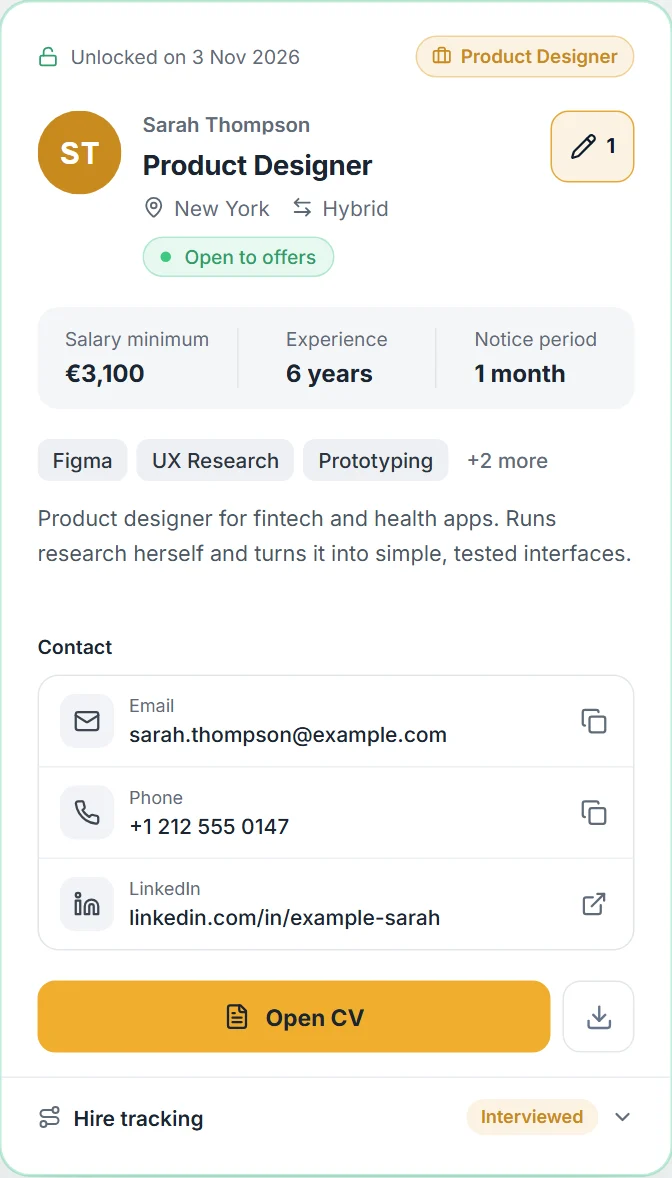 Unlocked on 3 Nov 2026
Product Designer
ST
Sarah Thompson
Product Designer
1
New York
Hybrid
Open to offers
Salary minimum
€3,100
Experience
6 years
Notice period
1 month
Figma
UX Research
Prototyping
+2 more
Product designer for fintech and health apps. Runs
research herself and turns it into simple, tested interfaces.
Contact
Email
sarah.thompson@example.com
Phone
+1 212 555 0147
LinkedIn
linkedin.com/in/example-sarah
Open CV
Hire tracking
Interviewed